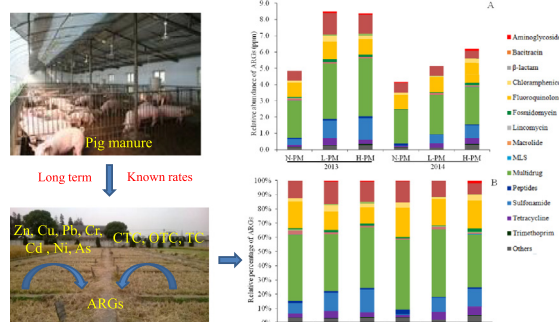 Pig manure
Long term
Known rates
Zn, Cu, Pb, Cr,
Cd , Ni, As
CTC, OTC, TC
ARGs
A
Relative abundance of ARGs (ppm)
9.0
8.0
7.0
6.0
5.0
4.0
3.0
2.0
1.0
0.0
N-PM L-PM H-PM N-PM L-PM H-PM
2013 2014
B
Relative percentage of ARGs
100%
90%
80%
70%
60%
50%
40%
30%
20%
10%
0%
Aminoglycoside
Bacitracin
β-lactam
Chloramphenic
Fluoroquinolon
Fosmidomycin
Lincomycin
Macrolide
MLS
Multidrug
Peptides
Sulfonamide
Tetracycline
Trimethoprim
Others